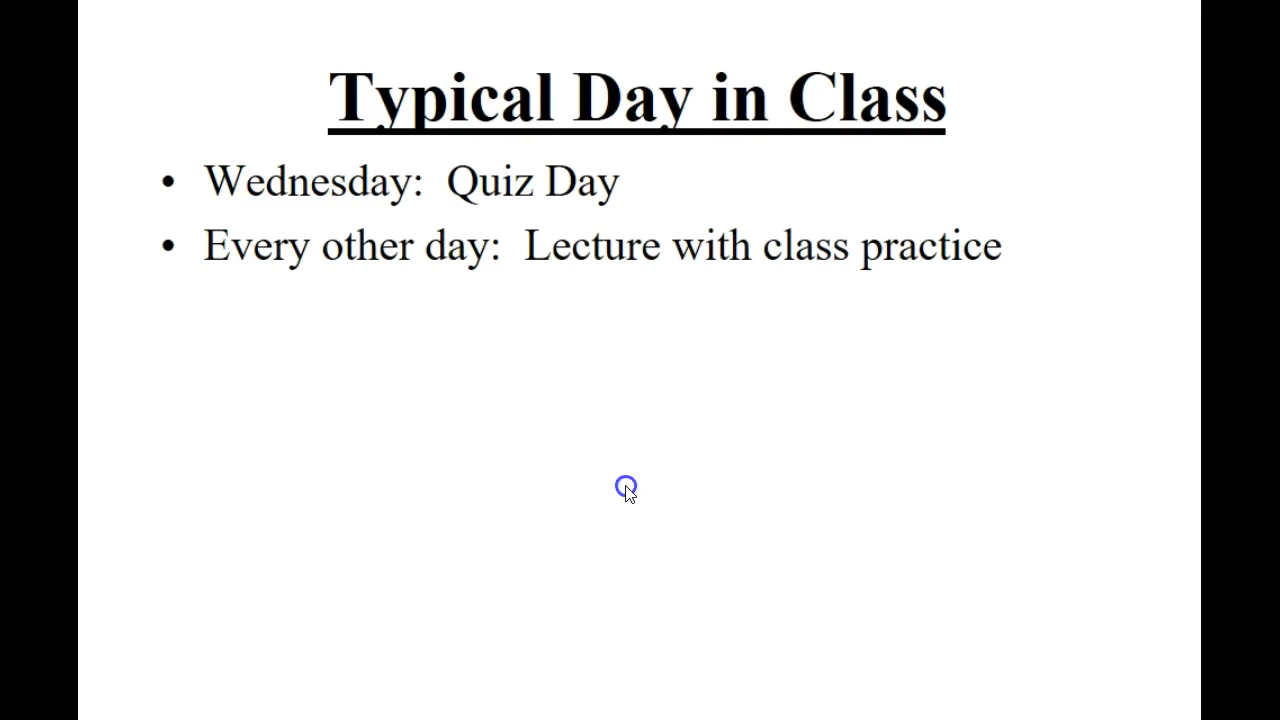 Typical Day in Class
• Wednesday:  Quiz Day
• Every other day:  Lecture with class practice